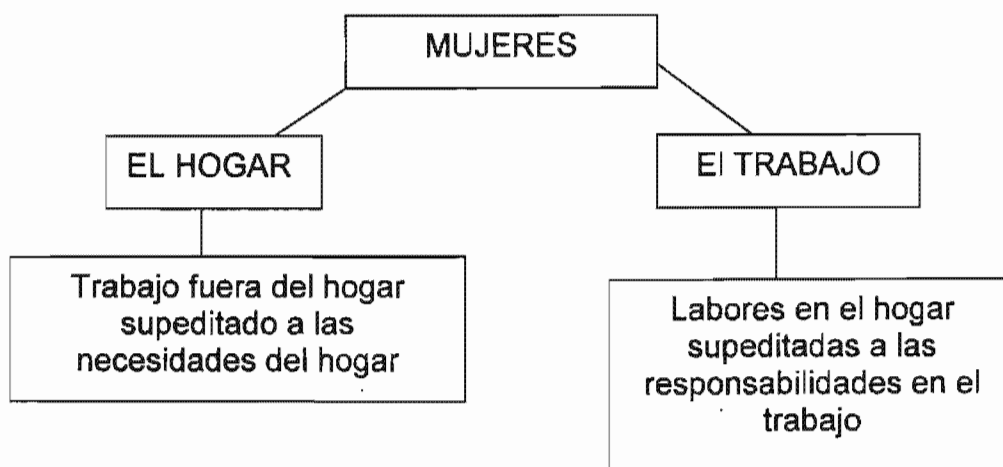 MUJERES
EL HOGAR
El TRABAJO
Trabajo fuera del hogar
supeditado a las
necesidades del hogar
Labores en el hogar
supeditadas a las
responsabilidades en el
trabajo